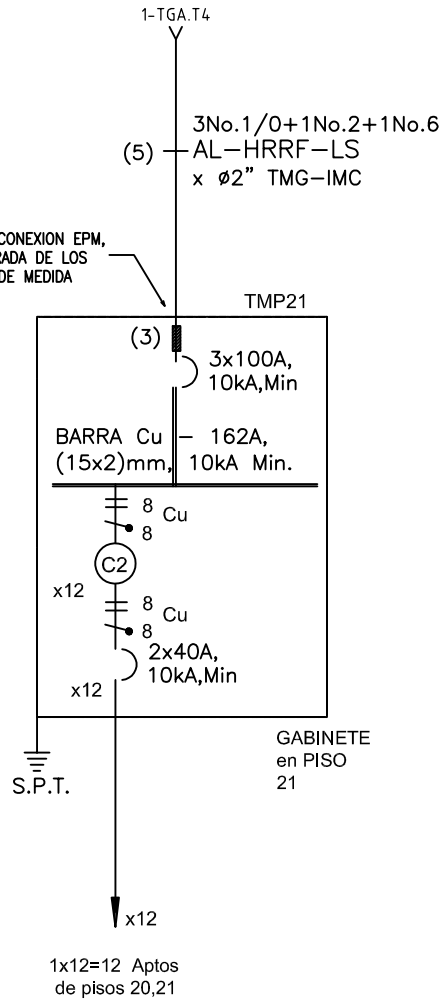 1-TGA.T4
3No.1/0+1No.2+1No.6
(5) AL-HRRF-LS
x ø2" TMG-IMC
CONEXION EPM,
RADA DE LOS
DE MEDIDA
TMP21
(3)
3x100A,
10kA,Min
BARRA Cu - 162A,
(15x2)mm, 10kA Min.
8 Cu
8
C2
x12
8 Cu
8
2x40A,
10kA,Min
x12
GABINETE
en PISO
21
S.P.T.
x12
1x12=12 Aptos
de pisos 20,21